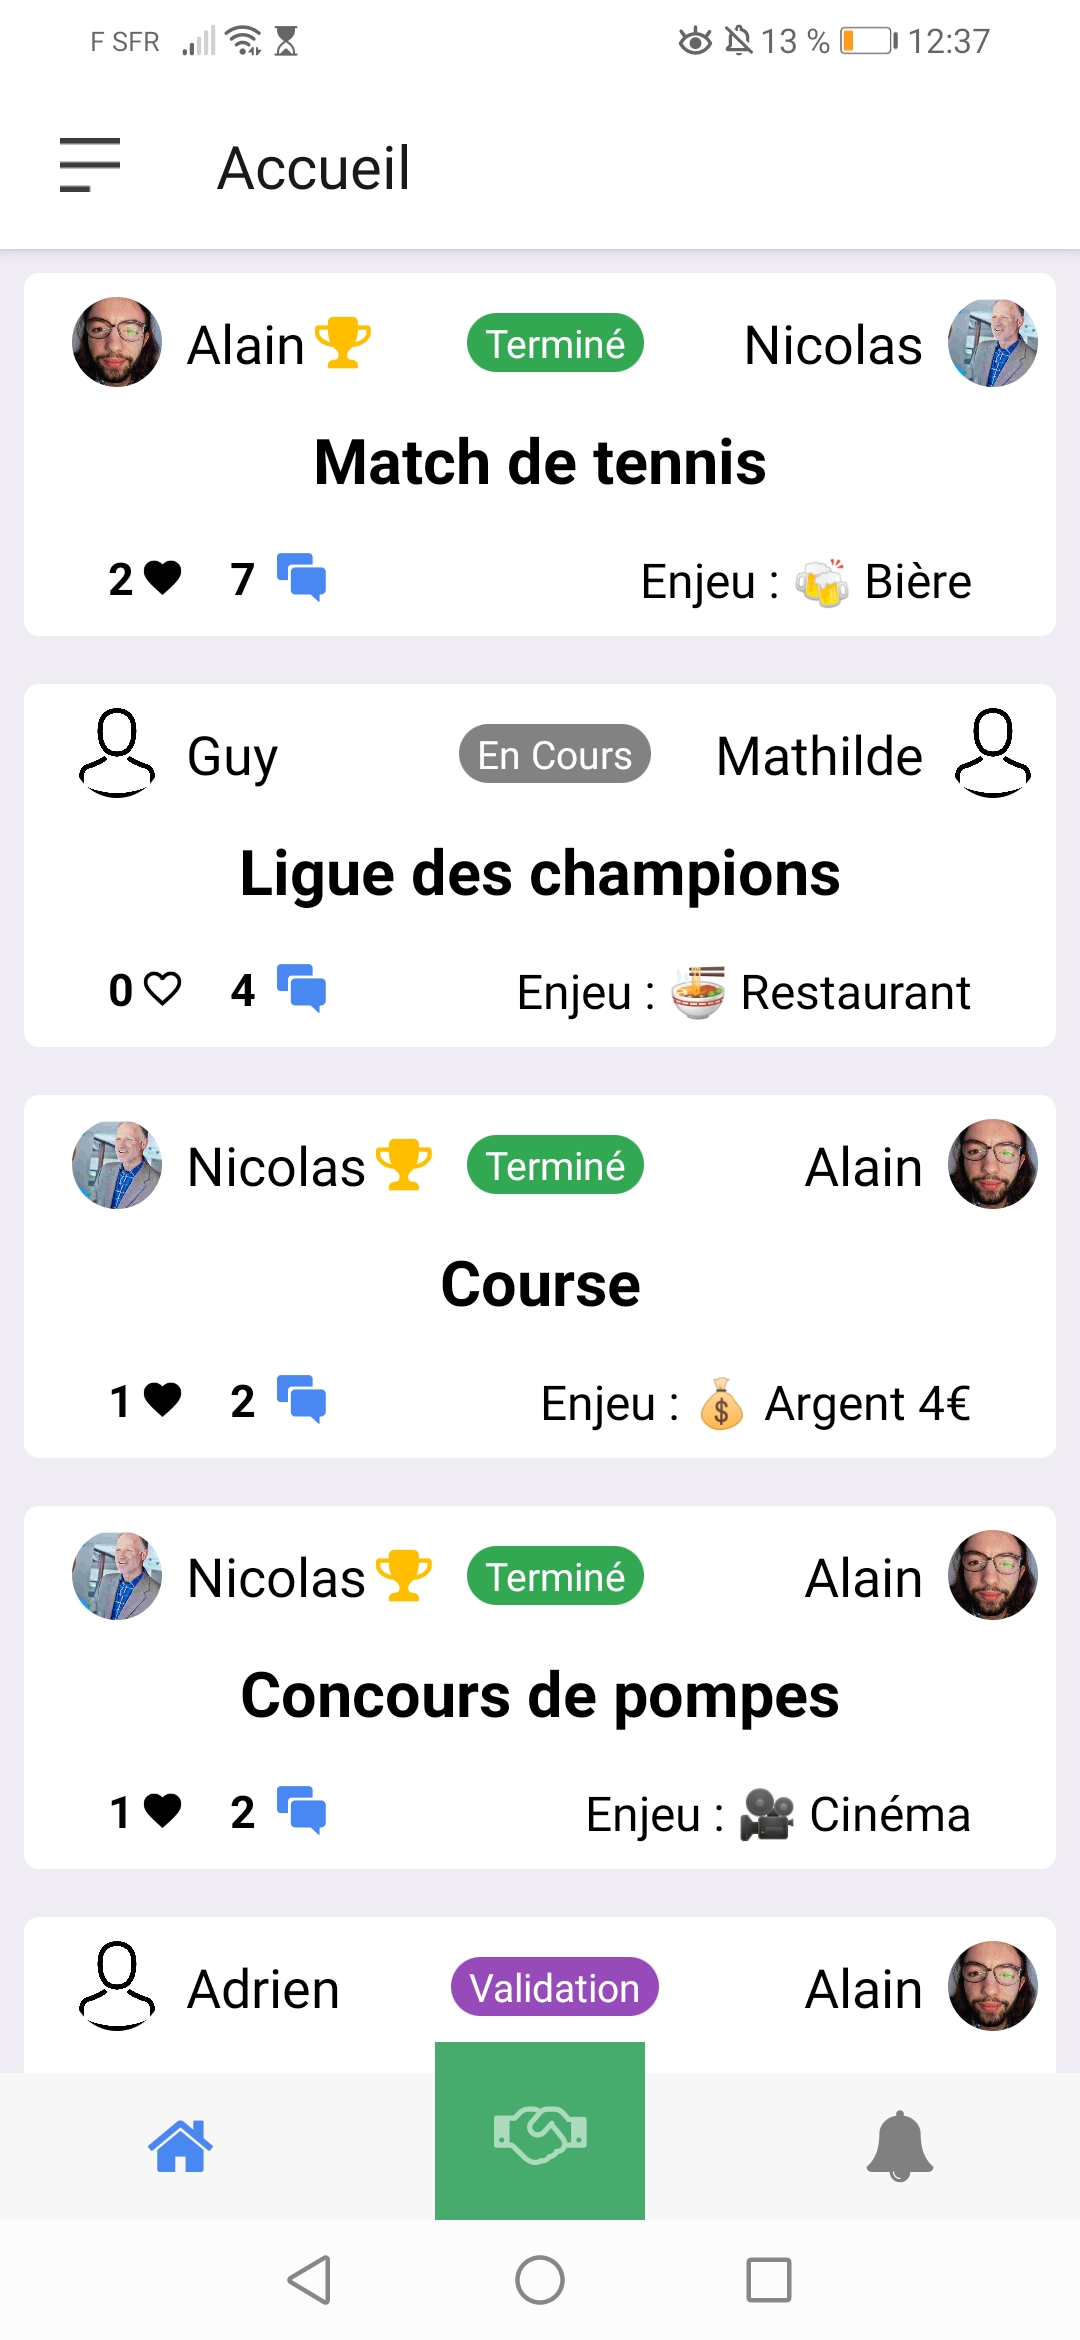 F SFR 13 % 12:37
Accueil
Alain Terminé Nicolas
Match de tennis
2 7 Enjeu : Bière
Guy En Cours Mathilde
Ligue des champions
0 4 Enjeu : Restaurant
Nicolas Terminé Alain
Course
1 2 Enjeu : Argent 4€
Nicolas Terminé Alain
Concours de pompes
1 2 Enjeu : Cinéma
Adrien Validation Alain